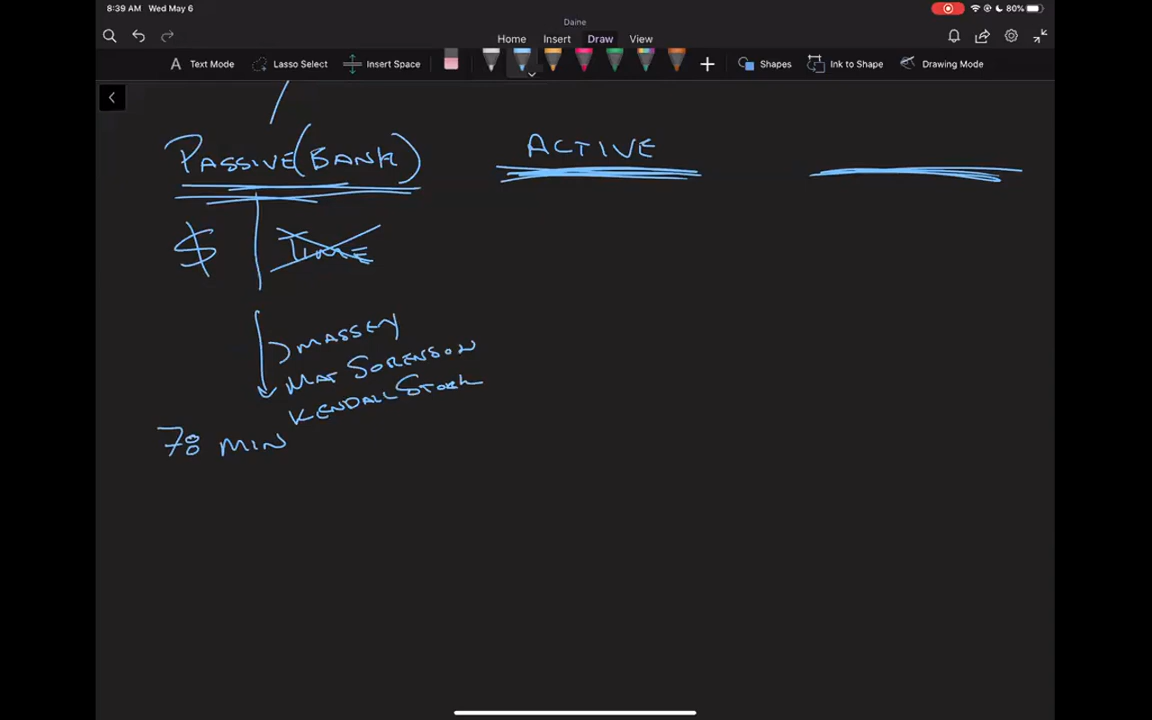 8:39 AM Wed May 6
80%
Daine
Home Insert Draw View
Text Mode Lasso Select Insert Space Shapes Ink to Shape Drawing Mode
PASSIVE (BANK) ACTIVE
$ TIME
MASSEY
MAT SORENSON
KENDALL STOCK
78 MIN